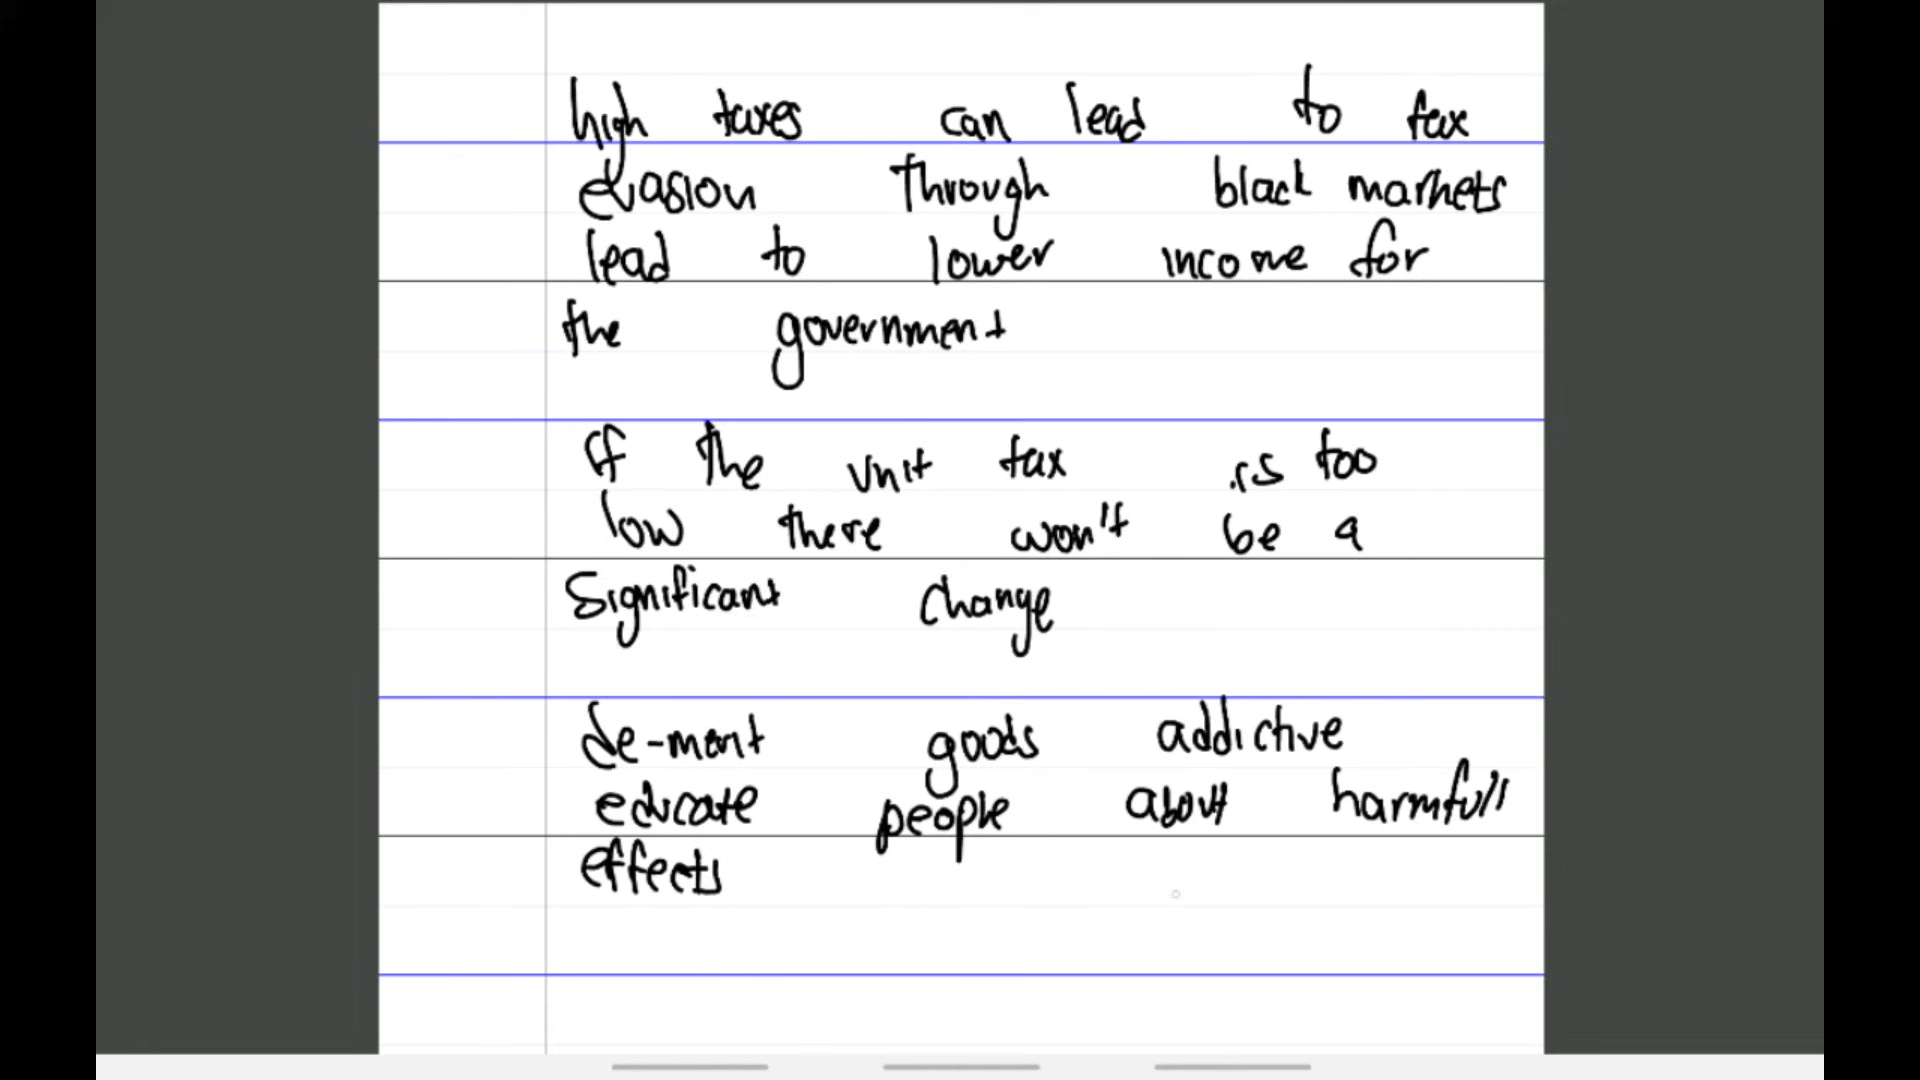 high taxes can lead to tax
evasion through black markets
lead to lower income for
the government
If the unit tax is too
low there won't be a
significant change
de-merit goods addictive
educate people about harmfull
effects